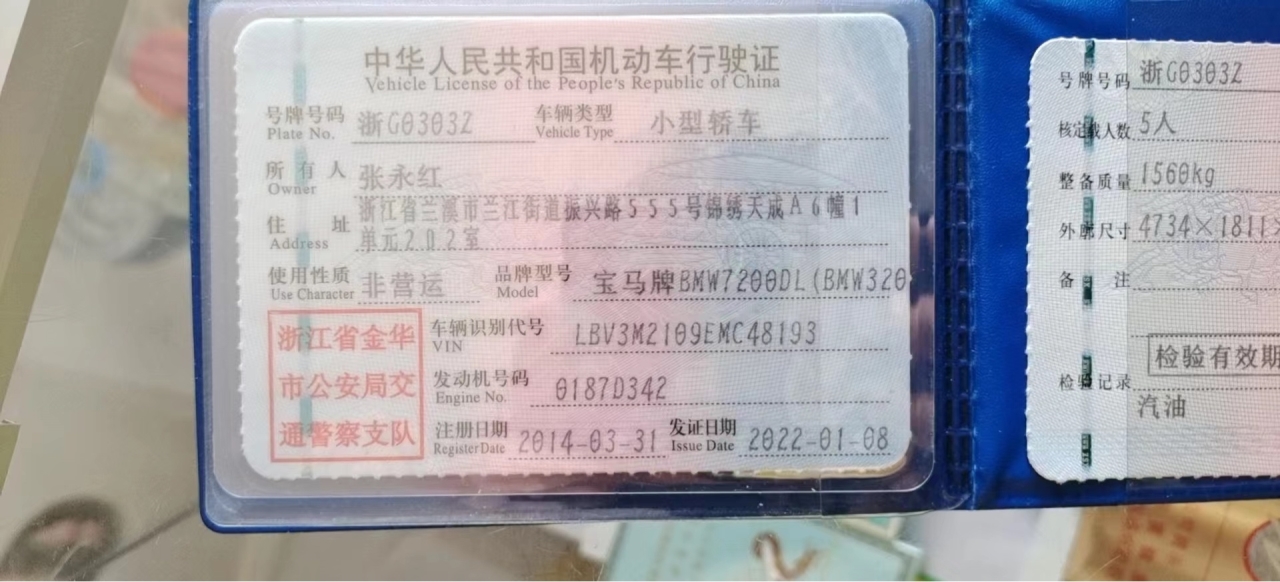 中华人民共和国机动车行驶证
Vehicle License of the People's Republic of China
号牌号码 浙G0303Z 车辆类型 小型轿车
Plate No. Vehicle Type
所有人 张永红
Owner
浙江省兰溪市兰江街道振兴路555号锦绣天成A6幢1
住址 单元202室
Address
使用性质 非营运 品牌型号 宝马牌BMW7200DL(BMW320
Use Character Model
浙江省金华
市公安局交
通警察支队
车辆识别代号 LBV3M2109EMC48193
VIN
发动机号码 0187D342
Engine No.
注册日期 2014-03-31 发证日期 2022-01-08
Register Date Issue Date
号牌号码 浙G0303Z
核定载人数 5人
整备质量 1560kg
外廓尺寸 4734×1811×
备注
检验有效期
检验记录
汽油